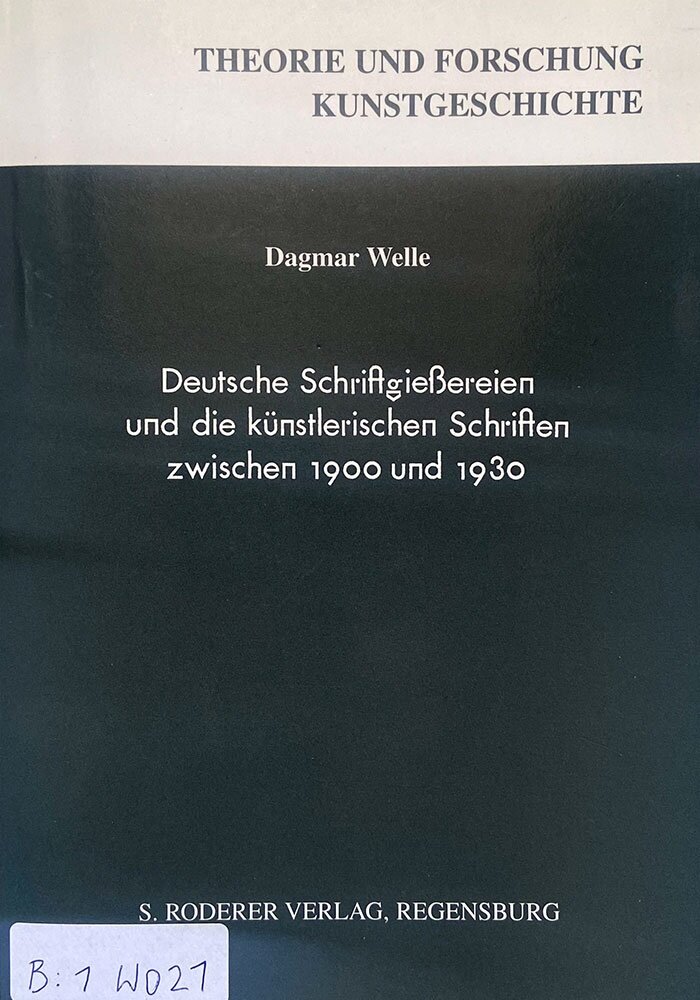 THEORIE UND FORSCHUNG
KUNSTGESCHICHTE
Dagmar Welle
Deutsche Schriftgießereien
und die künstlerischen Schriften
zwischen 1900 und 1930
S. RODERER VERLAG, REGENSBURG
B: 1 W021